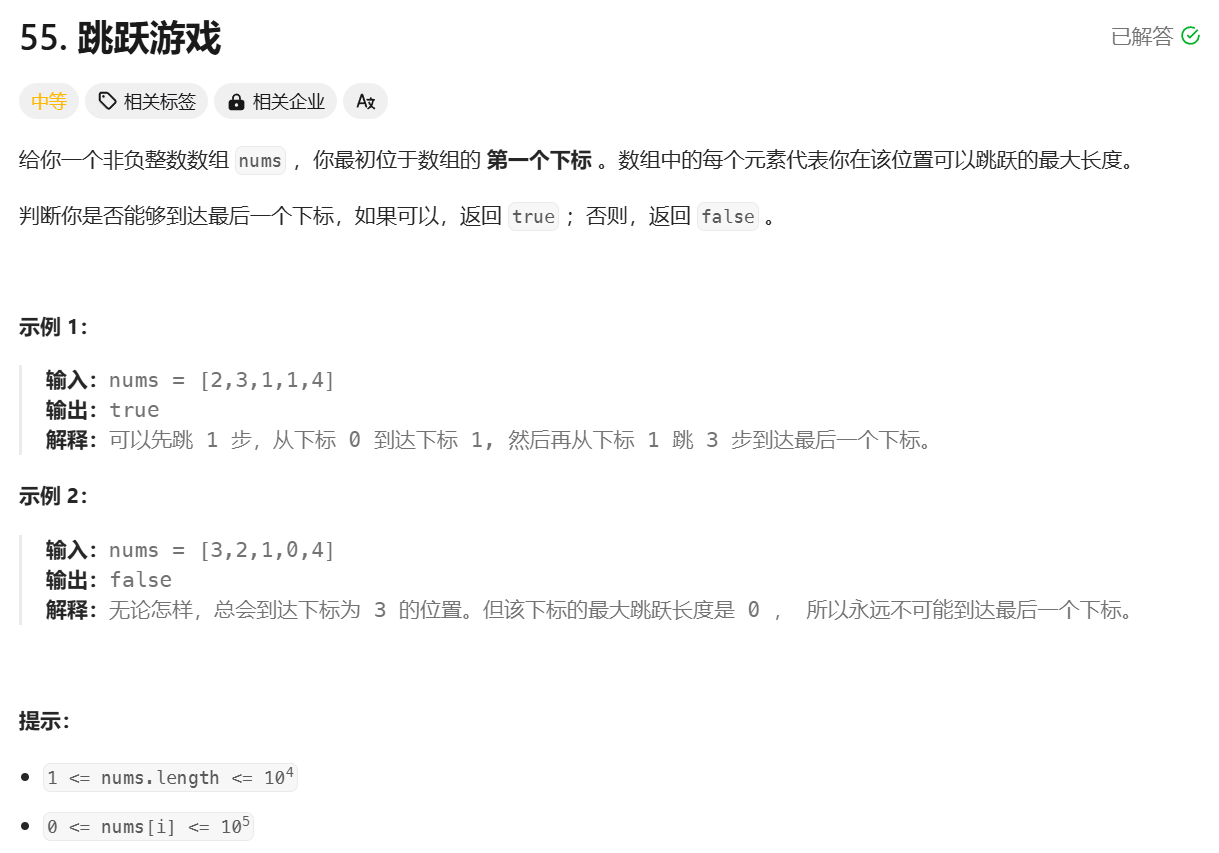 55. 跳跃游戏
已解答
中等 相关标签 相关企业 Ax
给你一个非负整数数组 nums ，你最初位于数组的 第一个下标 。数组中的每个元素代表你在该位置可以跳跃的最大长度。
判断你是否能够到达最后一个下标，如果可以，返回 true ；否则，返回 false 。
示例 1：
输入：nums = [2,3,1,1,4]
输出：true
解释：可以先跳 1 步，从下标 0 到达下标 1, 然后再从下标 1 跳 3 步到达最后一个下标。
示例 2：
输入：nums = [3,2,1,0,4]
输出：false
解释：无论怎样，总会到达下标为 3 的位置。但该下标的最大跳跃长度是 0 ， 所以永远不可能到达最后一个下标。
提示：
1 <= nums.length <= 10⁴
0 <= nums[i] <= 10⁵